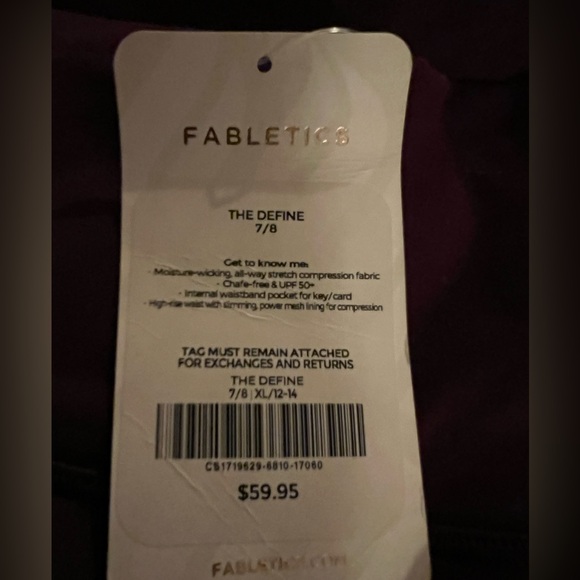 FABLETICS
THE DEFINE
7/8
Get to know me:
· Moisture-wicking, all-way stretch compression fabric
· Chafe-free & UPF 50+
· Internal waistband pocket for key/card
· High-rise waist with slimming, power mesh lining for compression
TAG MUST REMAIN ATTACHED
FOR EXCHANGES AND RETURNS
THE DEFINE
7/8 | XL/12-14
CS1719629-6810-17060
$59.95
FABLETICS.COM